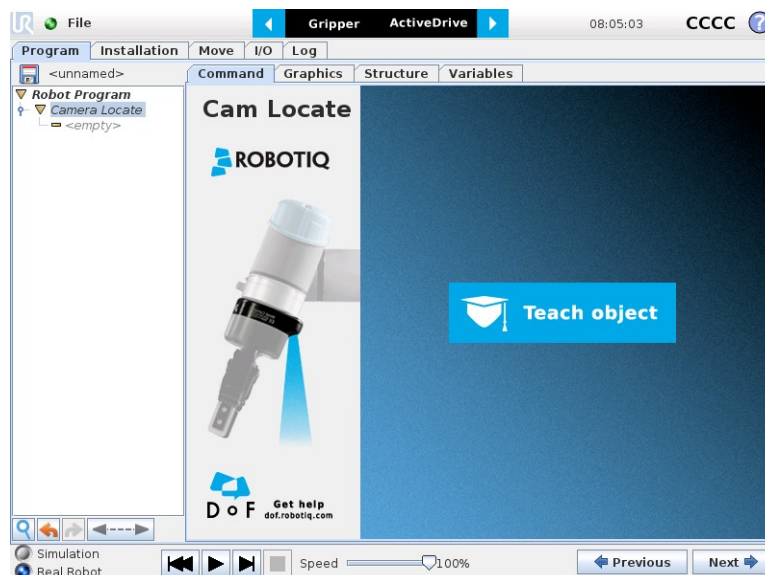 UR File Gripper ActiveDrive 08:05:03 CCCC ?
Program Installation Move I/O Log
<unnamed>
Command Graphics Structure Variables
Robot Program
Camera Locate
<empty>
Cam Locate
ROBOTIQ
Teach object
DoF Get help
dof.robotiq.com
Simulation
Real Robot
Speed 100% Previous Next